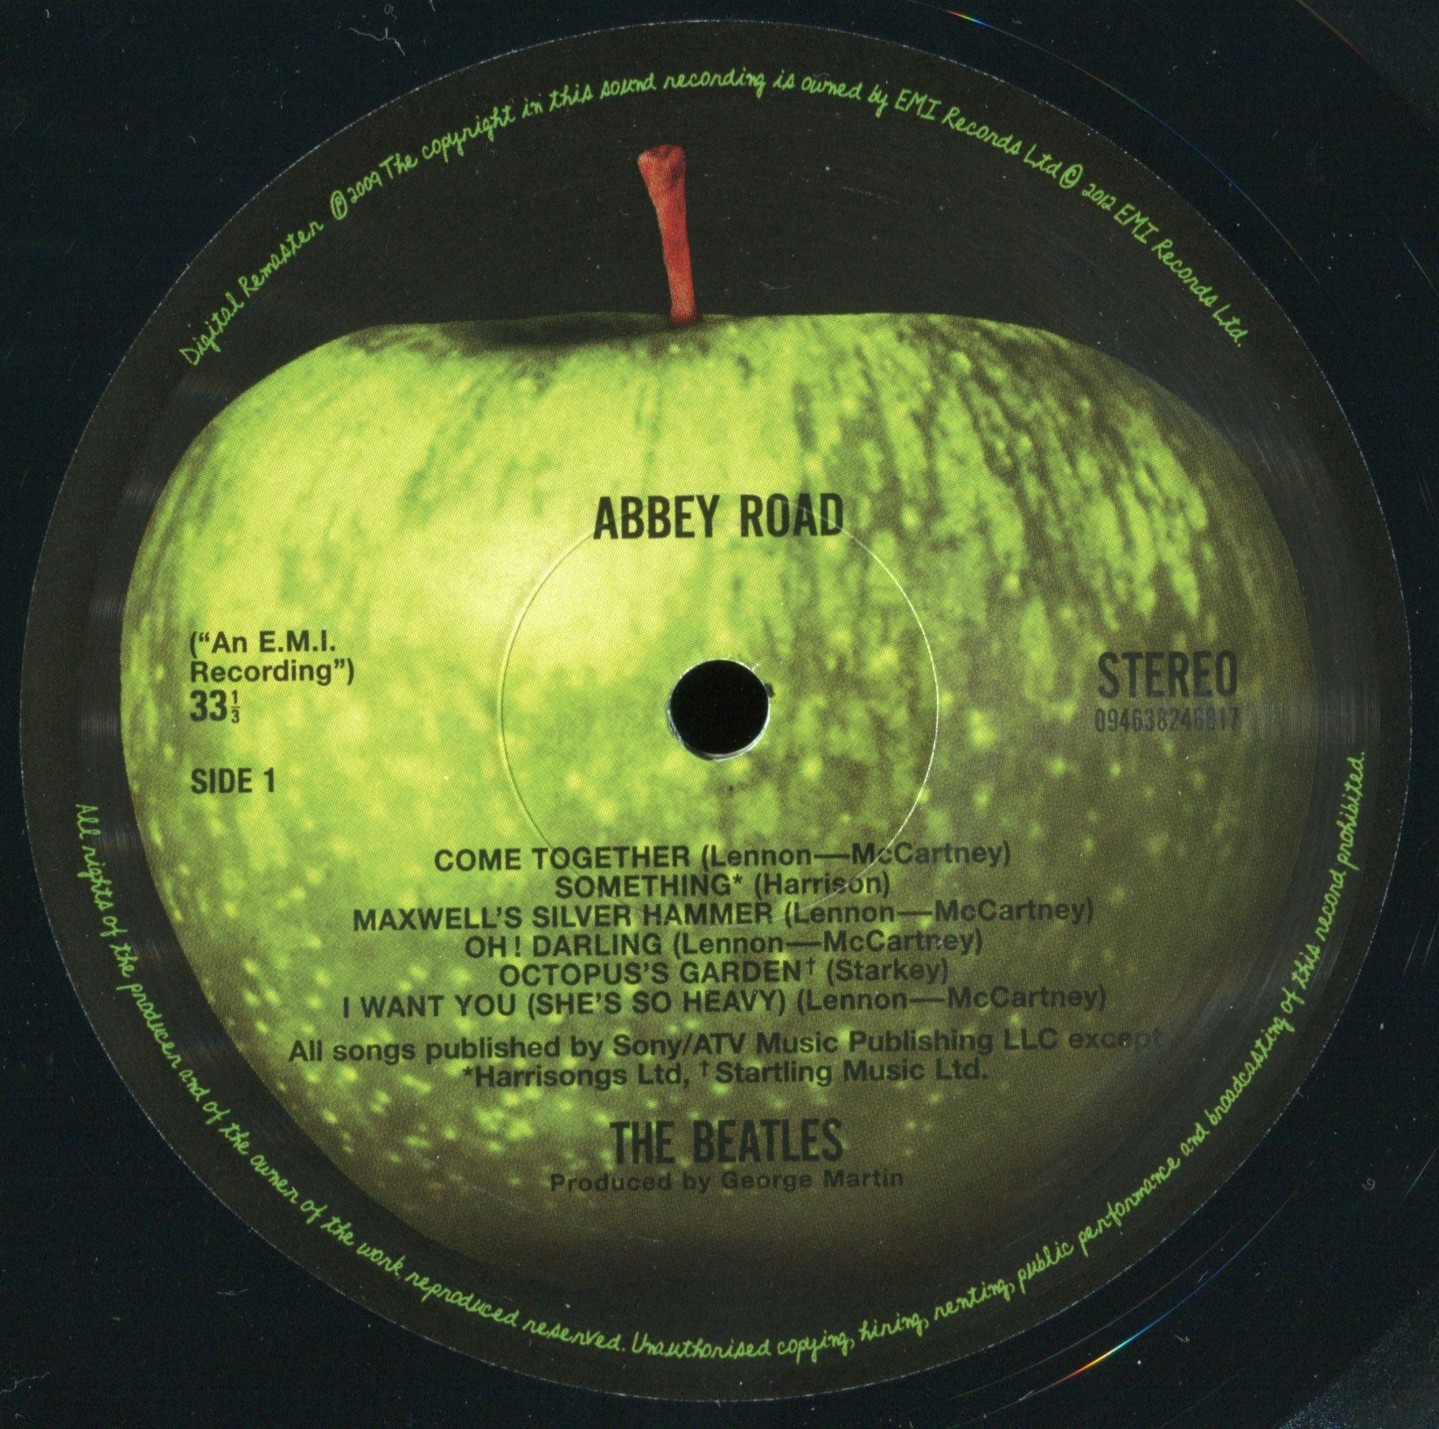 Digital Remaster ℗ 2009 The copyright in this sound recording is owned by EMI Records Ltd © 2012 EMI Records Ltd.
ABBEY ROAD
(“An E.M.I.
Recording”)
33⅓
SIDE 1
STEREO
094638246817
COME TOGETHER (Lennon—McCartney)
SOMETHING* (Harrison)
MAXWELL’S SILVER HAMMER (Lennon—McCartney)
OH! DARLING (Lennon—McCartney)
OCTOPUS’S GARDEN† (Starkey)
I WANT YOU (SHE’S SO HEAVY) (Lennon—McCartney)
All songs published by Sony/ATV Music Publishing LLC except
*Harrisongs Ltd, †Startling Music Ltd.
THE BEATLES
Produced by George Martin
All rights of the producer and of the owner of the work reproduced reserved. Unauthorised copying, hiring, renting, public performance and broadcasting of this record prohibited.